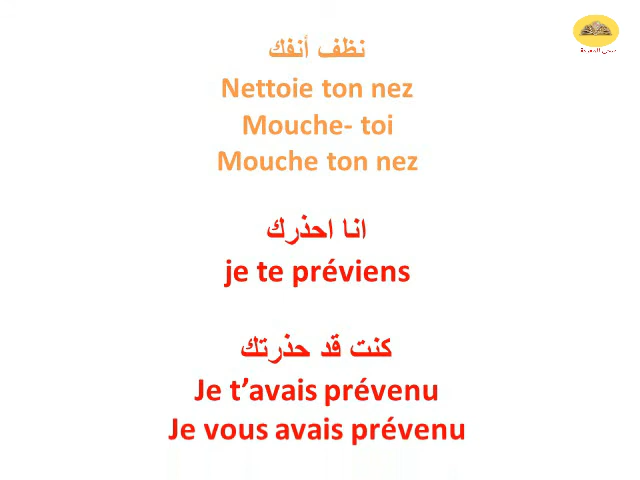 نظف أنفك
Nettoie ton nez
Mouche- toi
Mouche ton nez
انا احذرك
je te préviens
كنت قد حذرتك
Je t’avais prévenu
Je vous avais prévenu